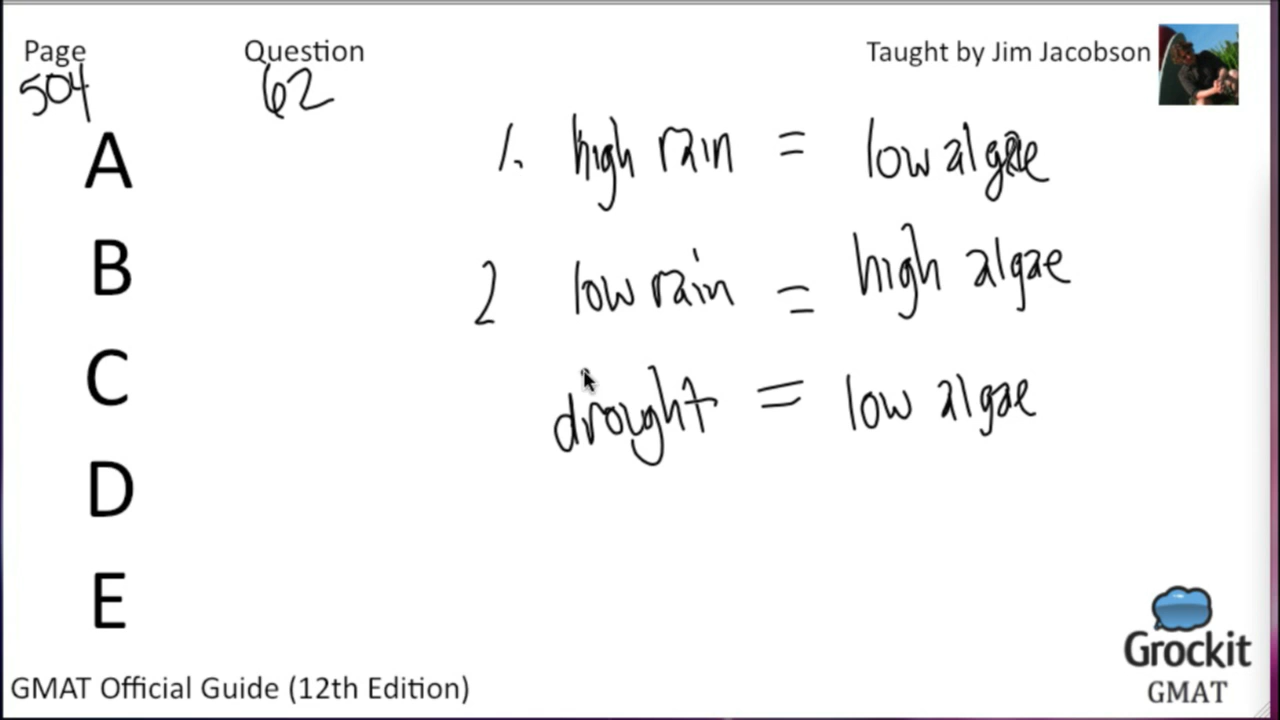 Page Question Taught by Jim Jacobson
504 62
A
1. high rain = low algae
B
2 low rain = high algae
C
drought = low algae
D
E
Grockit
GMAT
GMAT Official Guide (12th Edition)